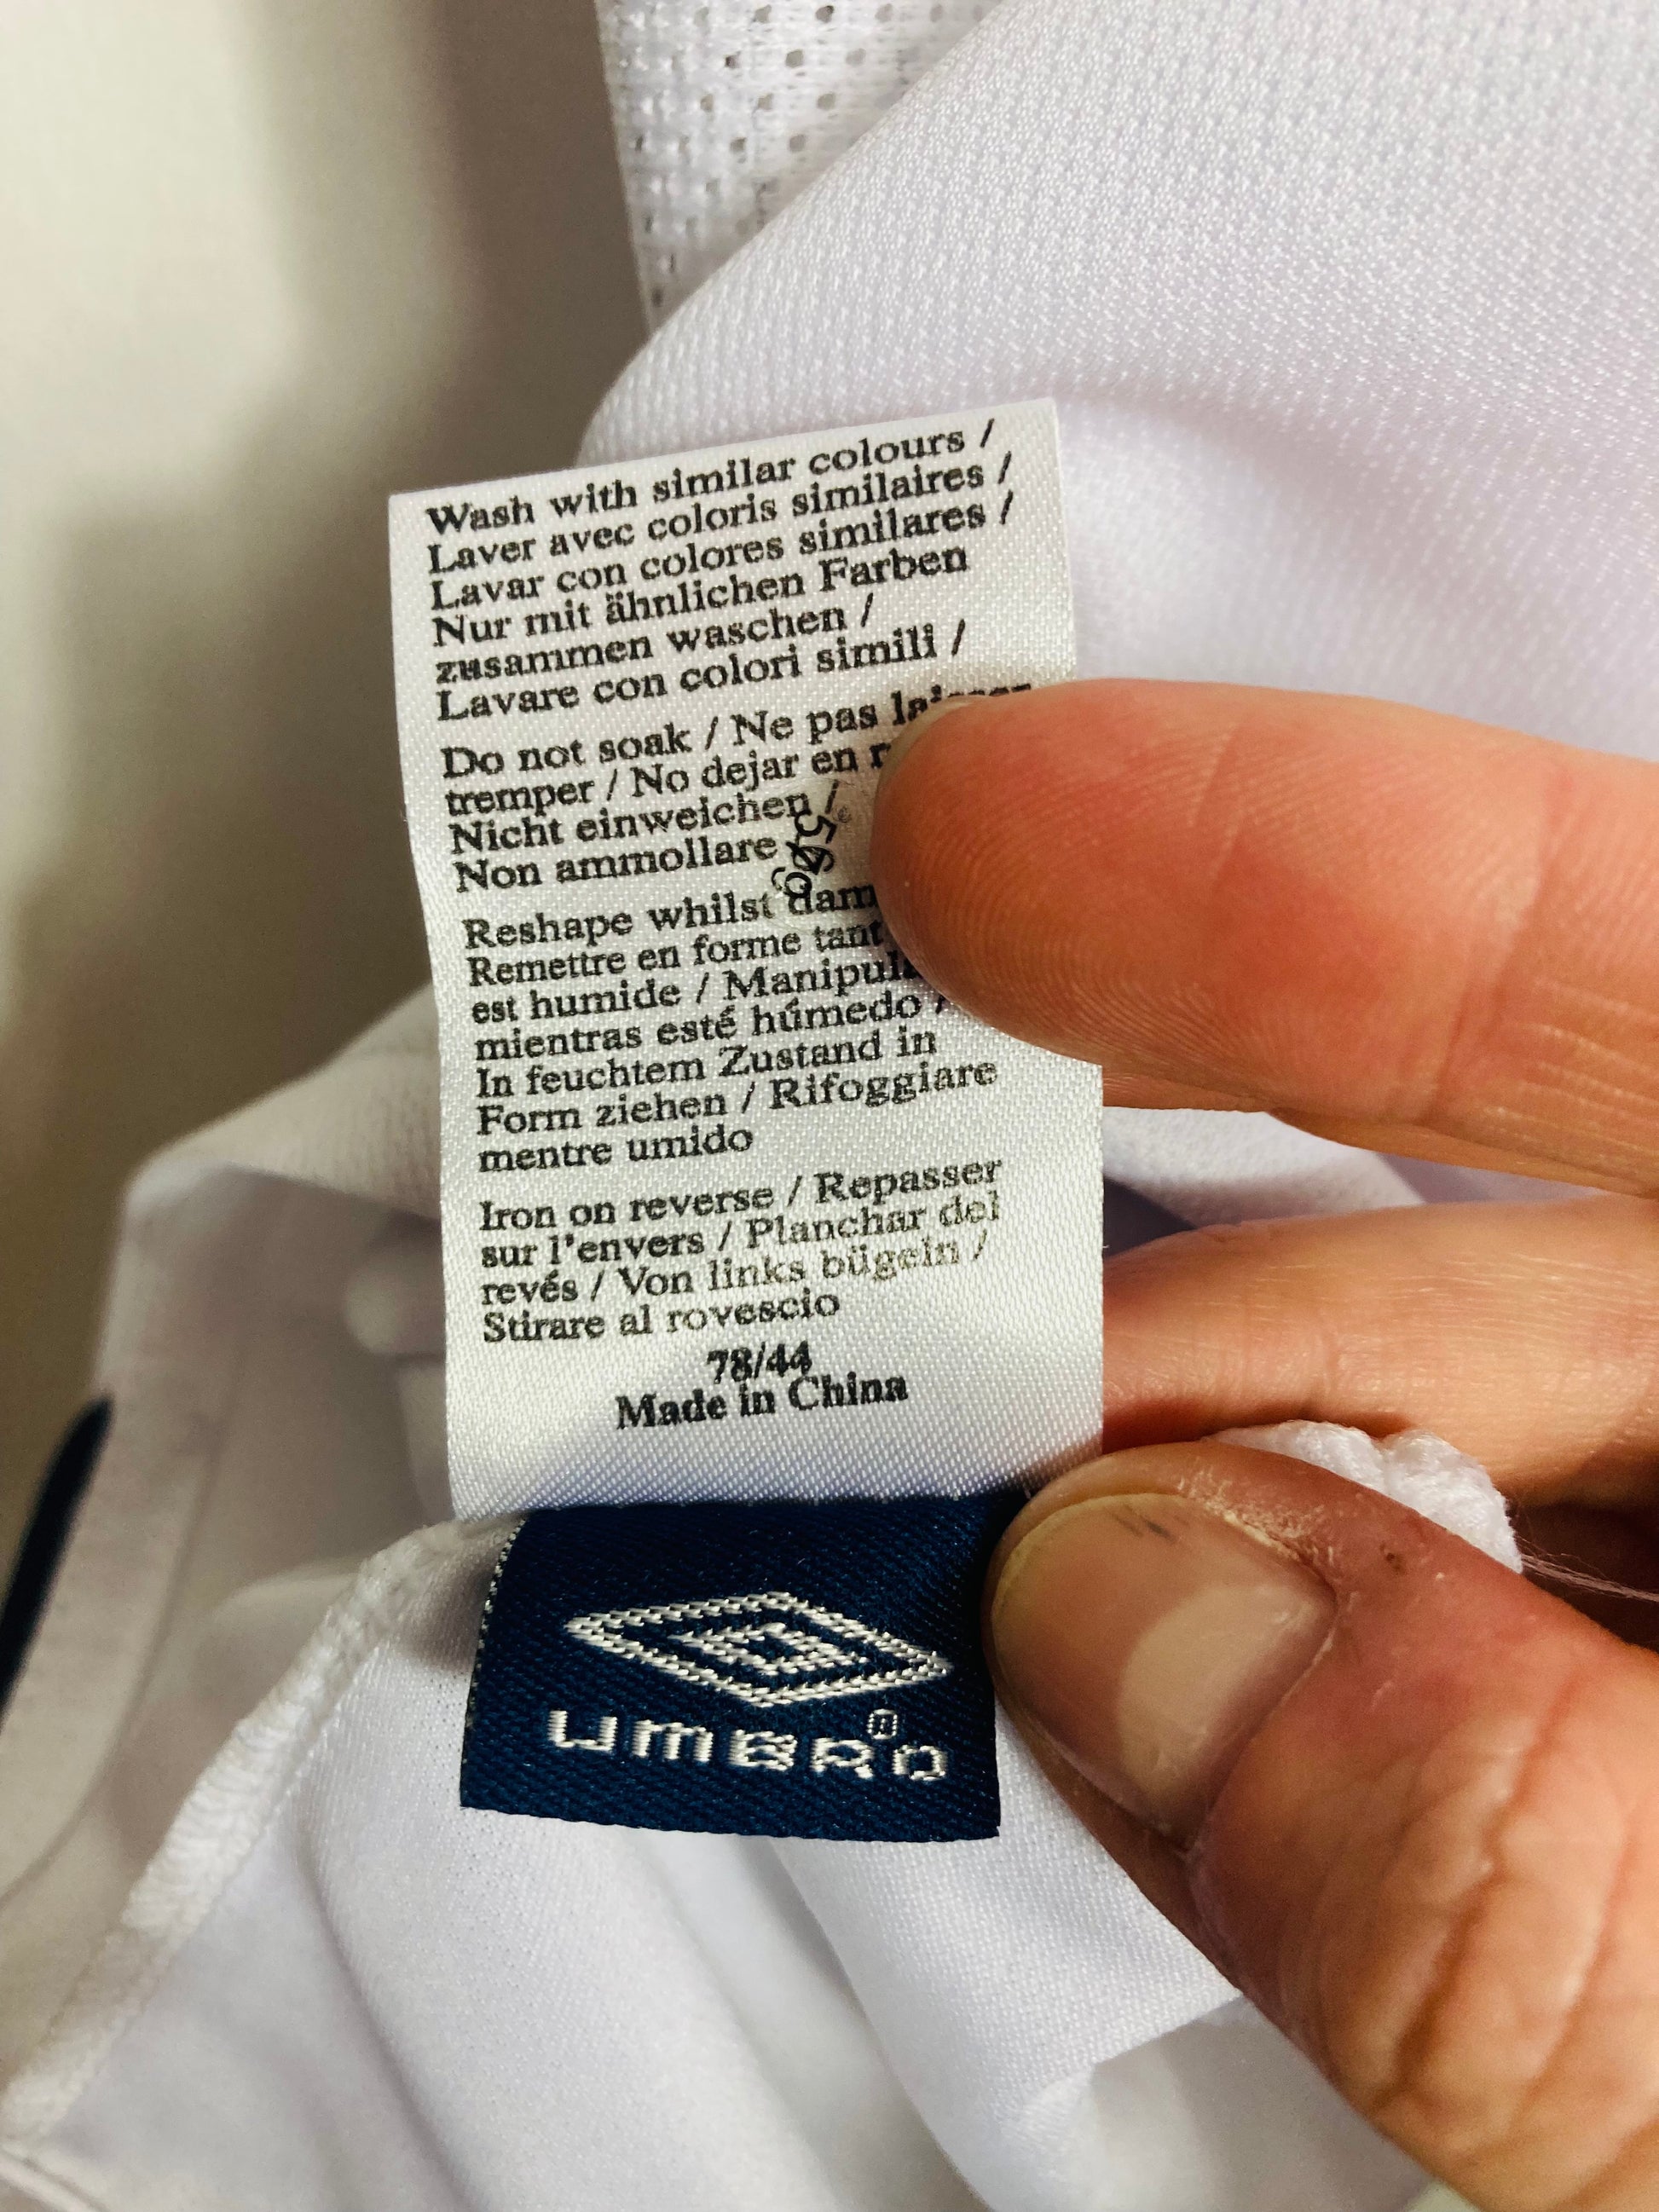 Wash with similar colours /
Laver avec coloris similaires /
Lavar con colores similares /
Nur mit ähnlichen Farben
zusammen waschen /
Lavare con colori simili /
Do not soak / Ne pas
tremper / No dejar en
Nicht einweichen /
Non ammollare
Reshape whilst
Remettre en forme tant
est humide /
mientras esté húmedo /
In feuchtem Zustand in
Form ziehen / Rifoggiare
mentre umido
Iron on reverse / Repasser
sur l'envers / Planchar del
revés / Von links bügeln /
Stirare al rovescio
78/44
Made in China
UMBRO®